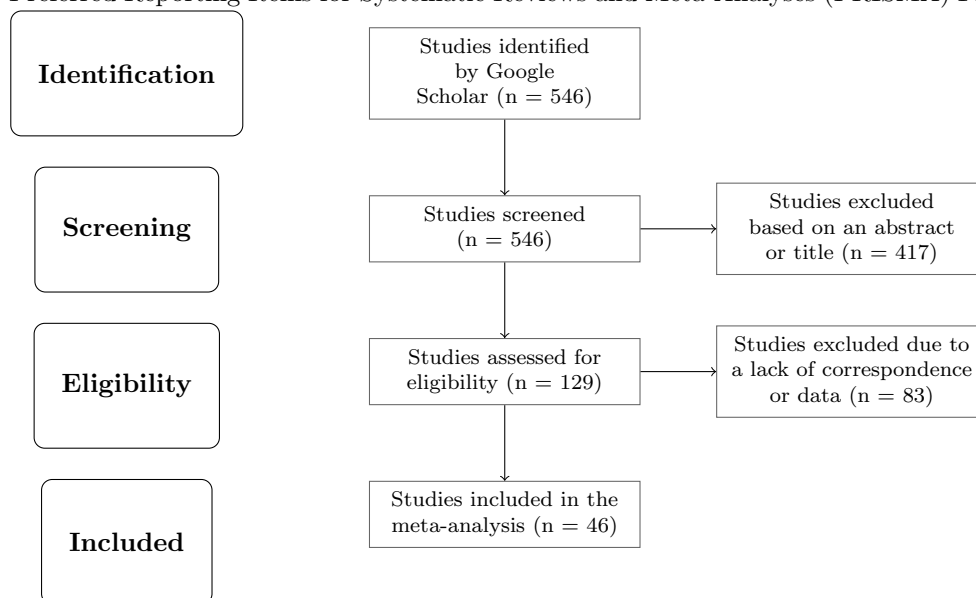 Preferred Reporting Items for Systematic Reviews and Meta-Analyses (PRISMA)
Identification
Studies identified
by Google
Scholar (n = 546)
Screening
Studies screened
(n = 546)
Studies excluded
based on an abstract
or title (n = 417)
Eligibility
Studies assessed for
eligibility (n = 129)
Studies excluded due to
a lack of correspondence
or data (n = 83)
Included
Studies included in the
meta-analysis (n = 46)